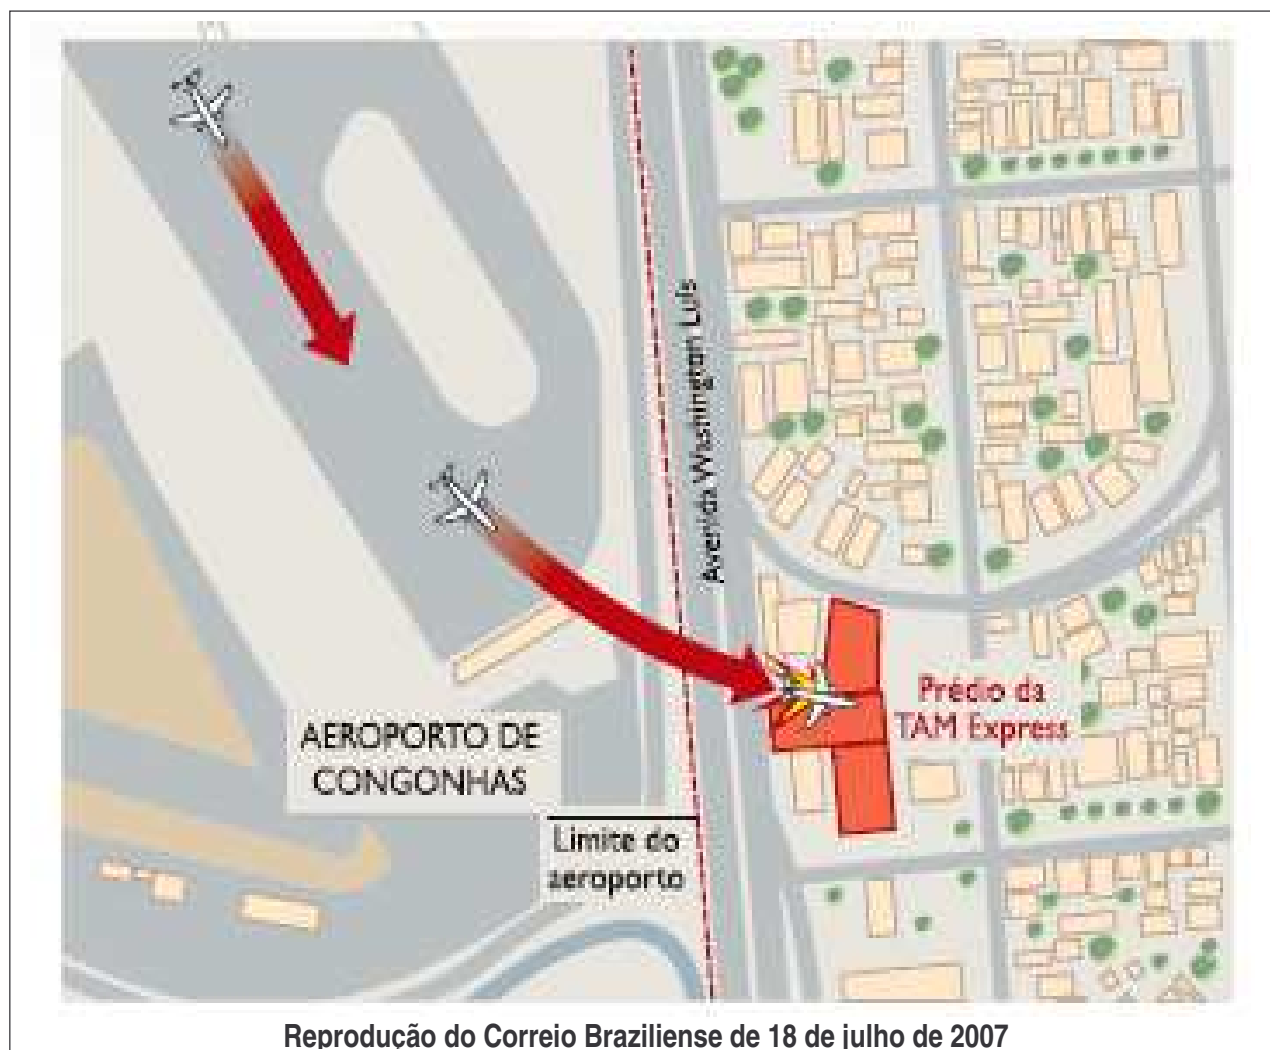 Avenida Washington Luís
Prédio da
TAM Express
AEROPORTO DE
CONGONHAS
Limite do
aeroporto
Reprodução do Correio Braziliense de 18 de julho de 2007